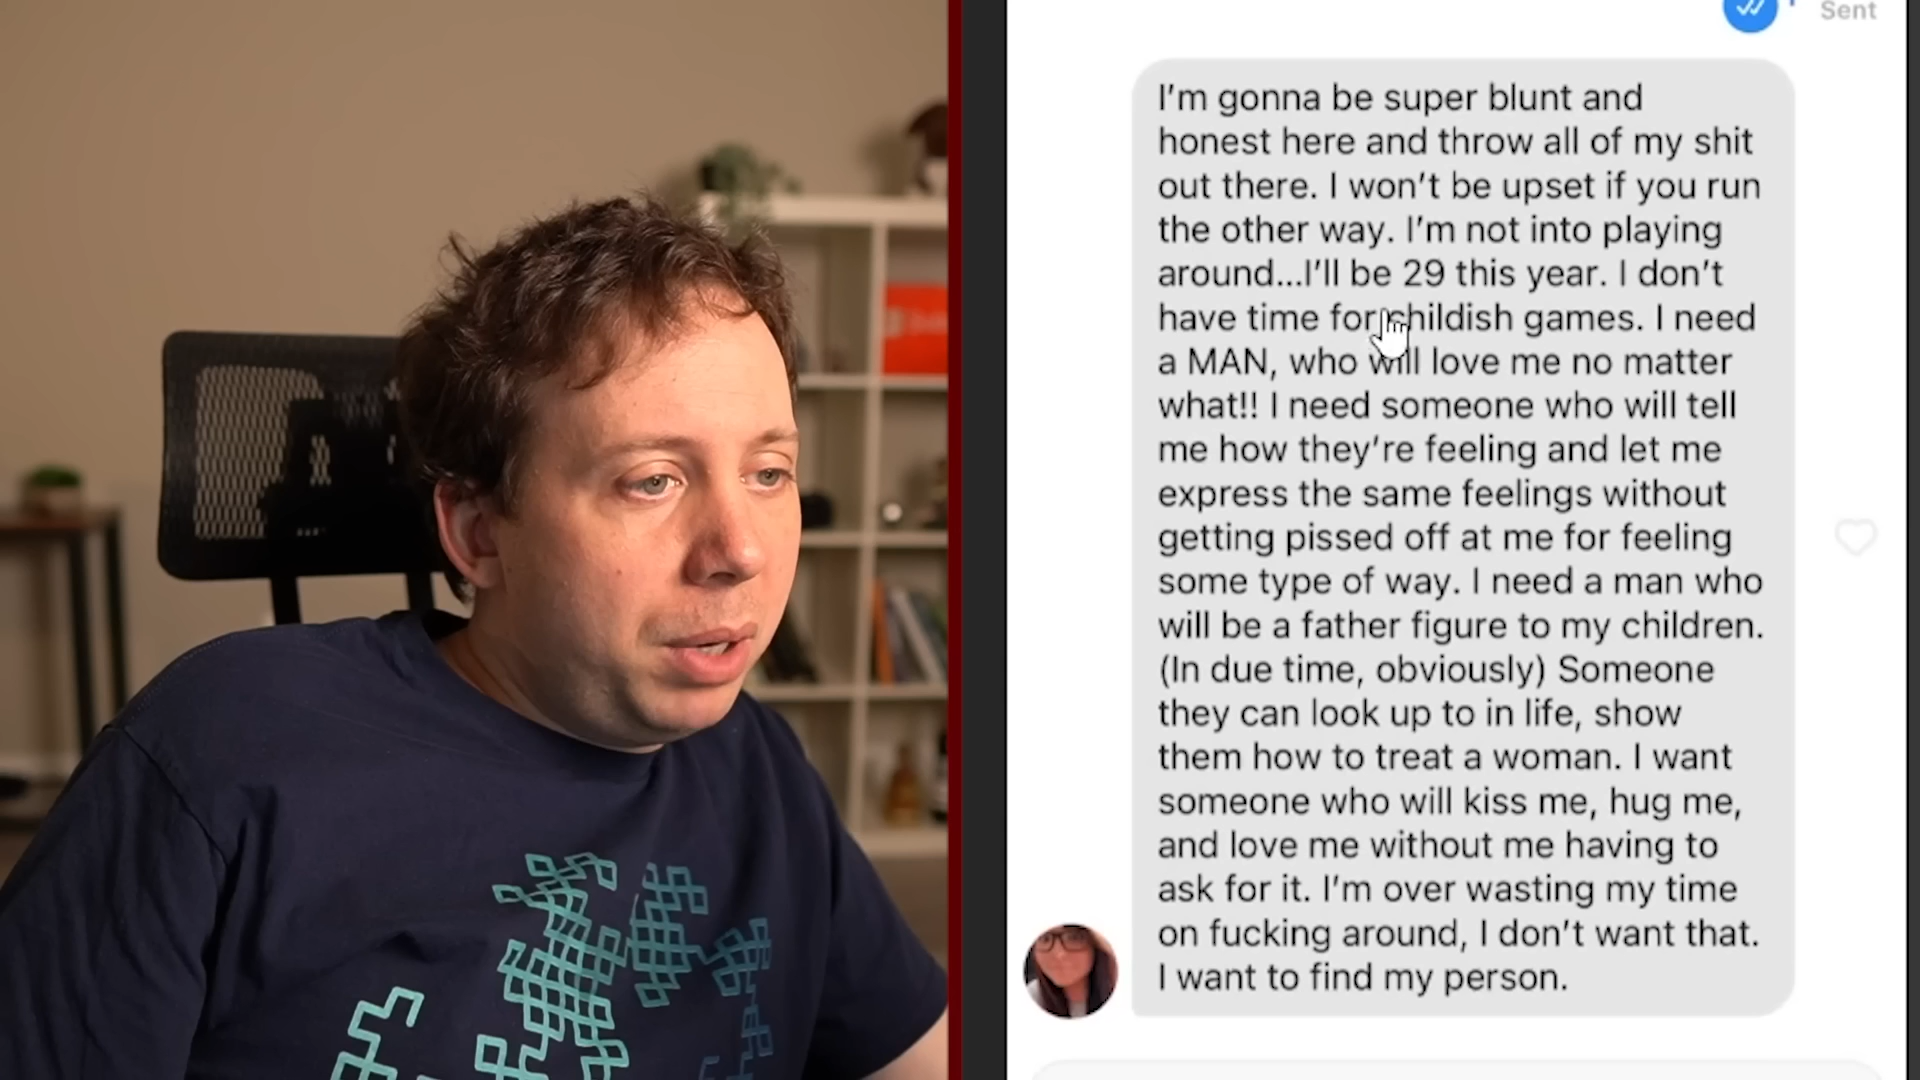 Sent
I'm gonna be super blunt and
honest here and throw all of my shit
out there. I won't be upset if you run
the other way. I'm not into playing
around...I'll be 29 this year. I don't
have time for childish games. I need
a MAN, who will love me no matter
what!! I need someone who will tell
me how they're feeling and let me
express the same feelings without
getting pissed off at me for feeling
some type of way. I need a man who
will be a father figure to my children.
(In due time, obviously) Someone
they can look up to in life, show
them how to treat a woman. I want
someone who will kiss me, hug me,
and love me without me having to
ask for it. I'm over wasting my time
on fucking around, I don't want that.
I want to find my person.